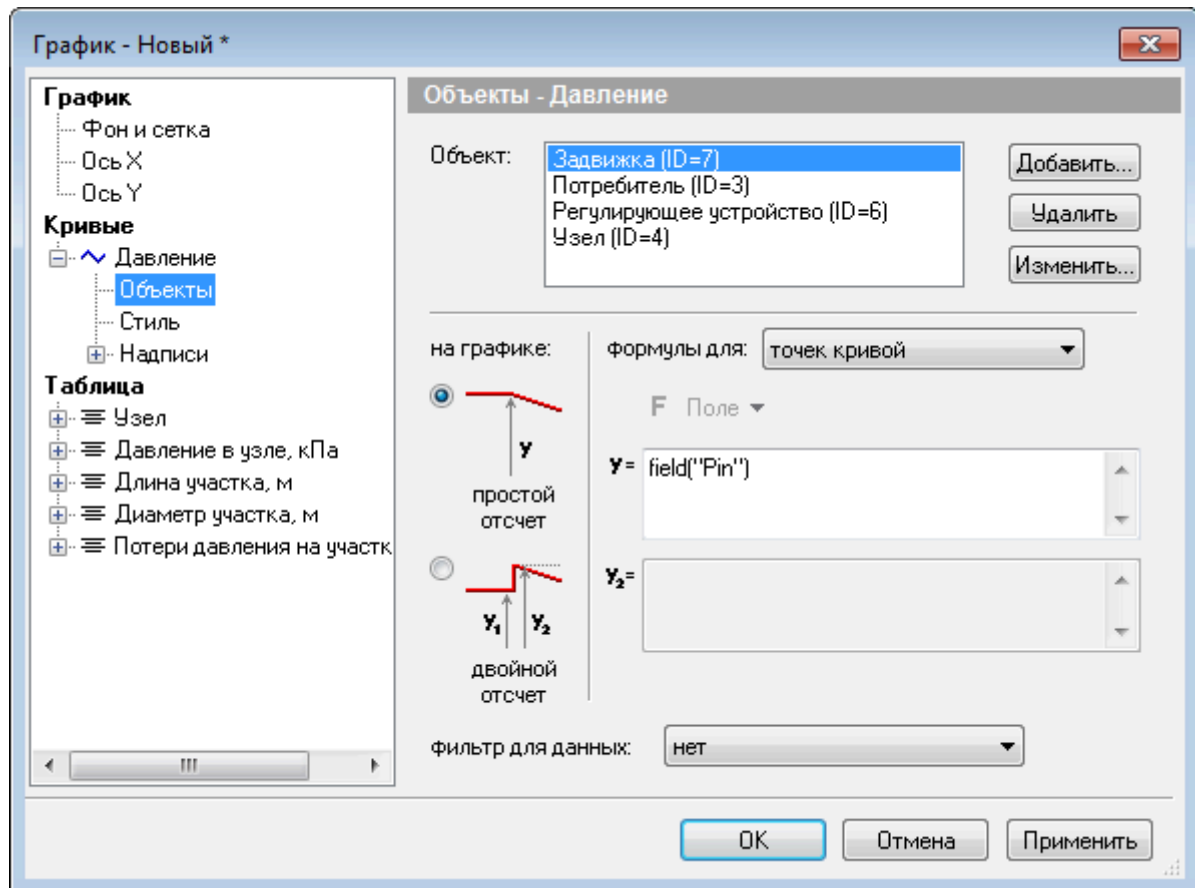 График - Новый *
График
Фон и сетка
Ось X
Ось Y
Кривые
Давление
Объекты
Стиль
Надписи
Таблица
Узел
Давление в узле, кПа
Длина участка, м
Диаметр участка, м
Потери давления на участк
Объекты - Давление
Объект:
Задвижка (ID=7)
Потребитель (ID=3)
Регулирующее устройство (ID=6)
Узел (ID=4)
Добавить...
Удалить
Изменить...
на графике:
y
простой
отсчет
y₁ y₂
двойной
отсчет
формулы для: точек кривой
F Поле
y= field("Pin")
y₂=
фильтр для данных: нет
OK
Отмена
Применить